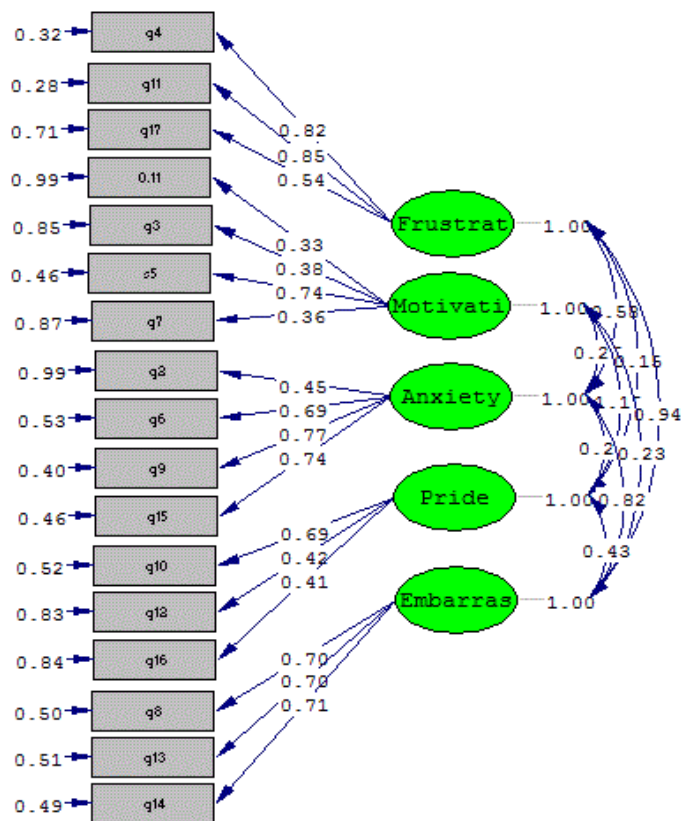 0.32 q4
0.28 q11
0.82
0.71 q17
0.85
0.54
0.99 0.11
0.85 q3
Frustrat 1.00
0.33
0.38
0.46 s5
0.74
0.87 q7
0.36
Motivati 1.00
0.58
0.15
0.99 q2
0.45
Anxiety 1.00
0.94
0.53 q6
0.69
0.40 q9
0.77
0.23
0.46 q15
0.74
Pride 1.00
0.82
0.52 q10
0.69
0.42
0.43
0.83 q12
0.41
Embarras 1.00
0.84 q16
0.50 q8
0.70
0.70
0.71
0.51 q13
0.49 q14